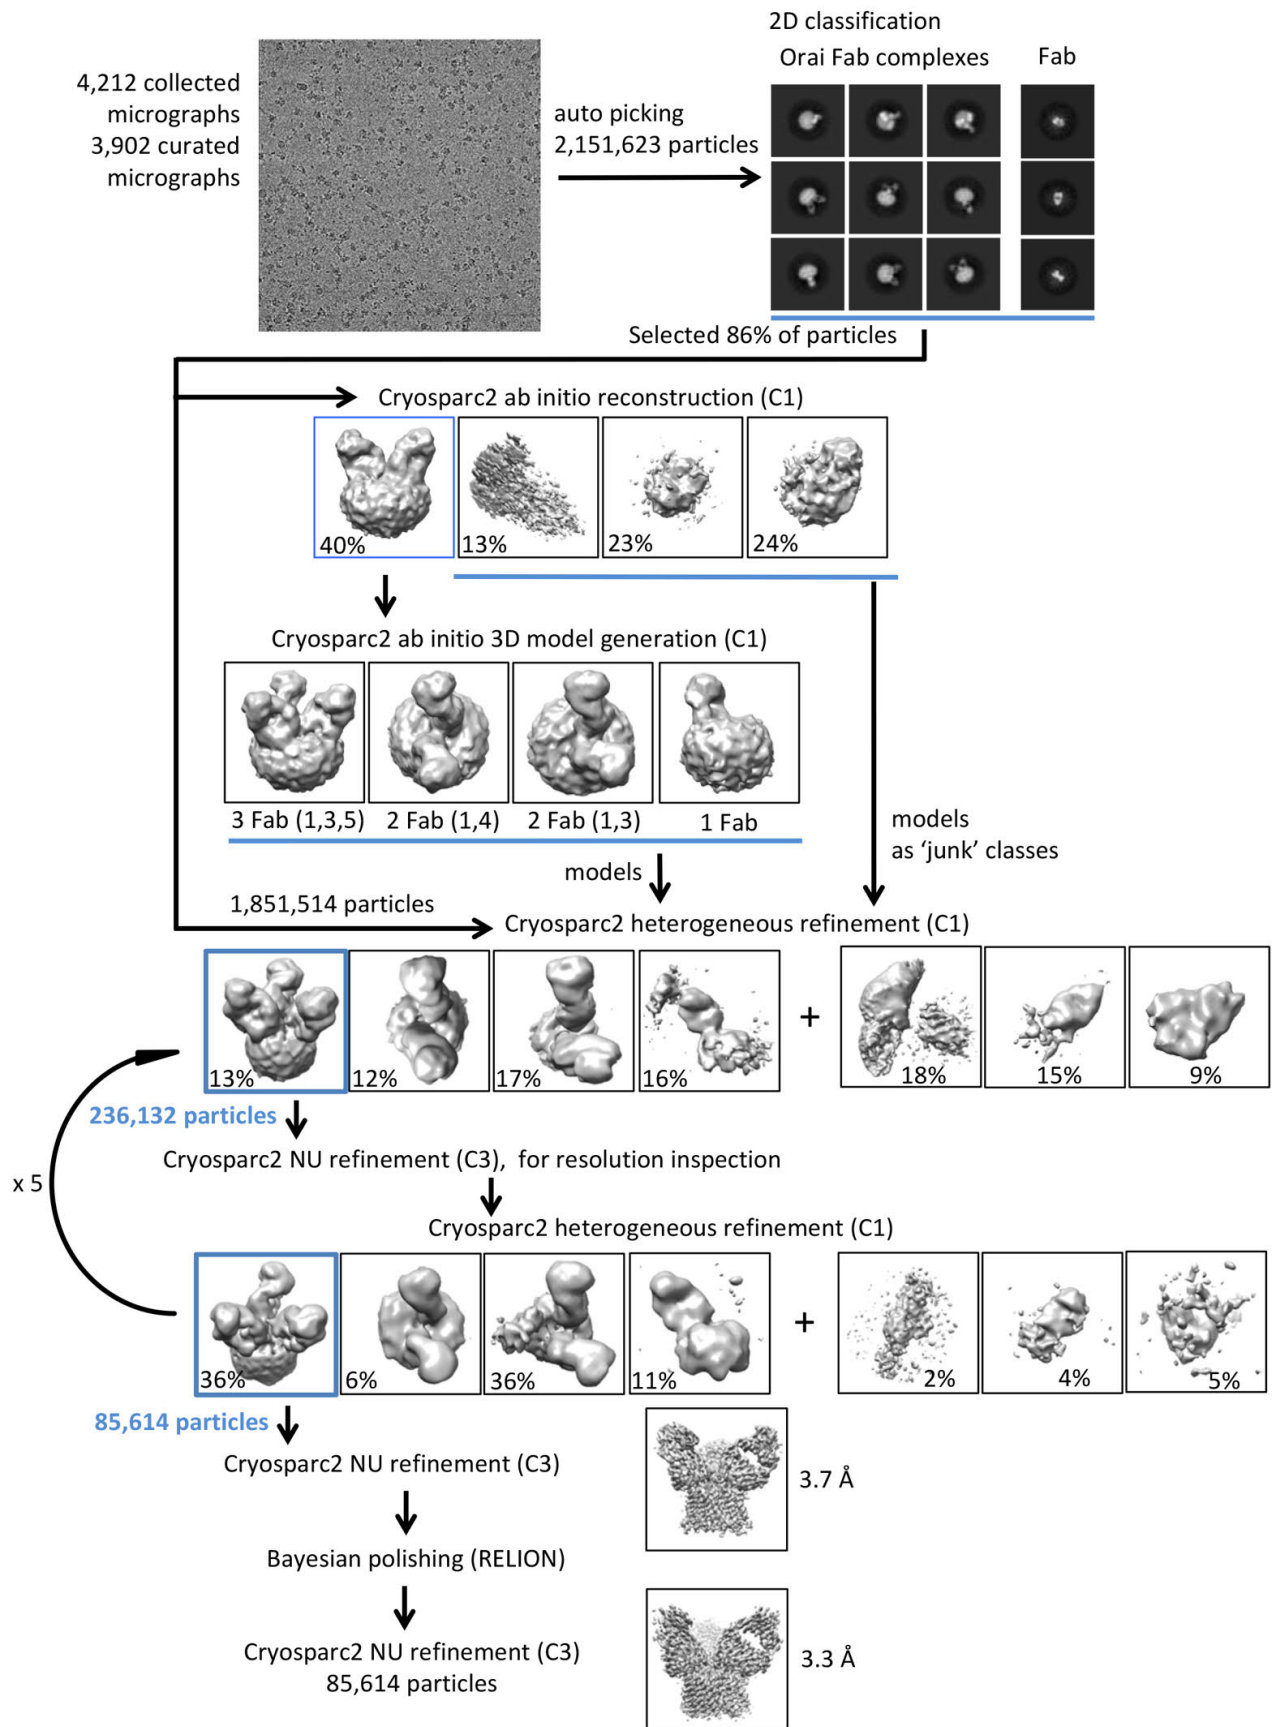 2D classification
Orai Fab complexes
Fab
4,212 collected
micrographs
3,902 curated
micrographs
auto picking
2,151,623 particles
Selected 86% of particles
Cryosparc2 ab initio reconstruction (C1)
40%
13%
23%
24%
Cryosparc2 ab initio 3D model generation (C1)
3 Fab (1,3,5)
2 Fab (1,4)
2 Fab (1,3)
1 Fab
models
as ‘junk’ classes
models
1,851,514 particles
Cryosparc2 heterogeneous refinement (C1)
+
13%
12%
17%
16%
18%
15%
9%
236,132 particles
Cryosparc2 NU refinement (C3), for resolution inspection
x 5
Cryosparc2 heterogeneous refinement (C1)
+
36%
6%
36%
11%
2%
4%
5%
85,614 particles
Cryosparc2 NU refinement (C3)
3.7 Å
Bayesian polishing (RELION)
Cryosparc2 NU refinement (C3)
85,614 particles
3.3 Å